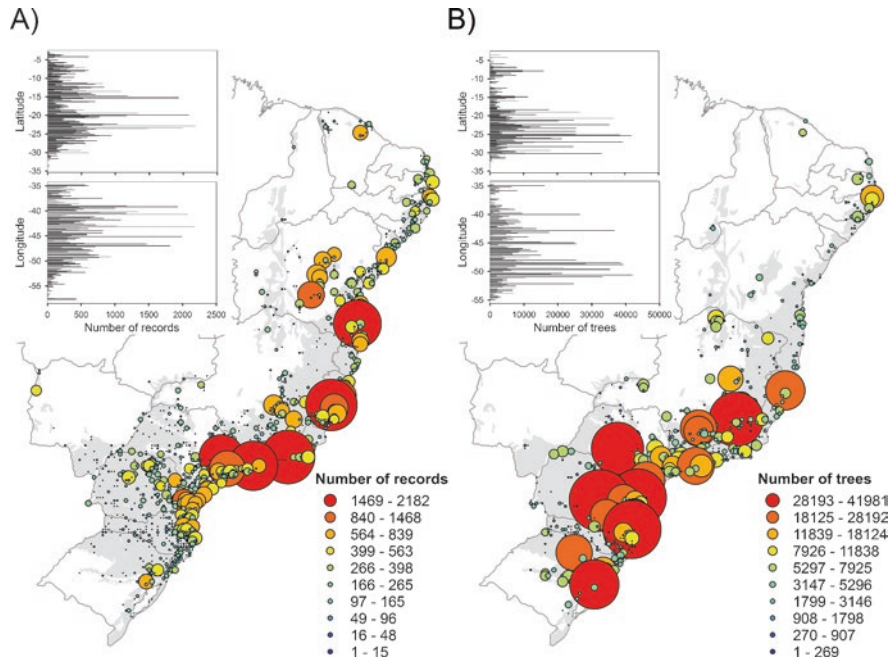 A)
-5
-10
-15
-20
-25
-30
-35
Latitude
-35
-40
-45
-50
-55
Longitude
0 500 1000 1500 2000 2500
Number of records
Number of records
1469 - 2182
840 - 1468
564 - 839
399 - 563
266 - 398
166 - 265
97 - 165
49 - 96
16 - 48
1 - 15
B)
-5
-10
-15
-20
-25
-30
-35
Latitude
-35
-40
-45
-50
-55
Longitude
0 10000 20000 30000 40000 50000
Number of trees
Number of trees
28193 - 41981
18125 - 28192
11839 - 18124
7926 - 11838
5297 - 7925
3147 - 5296
1799 - 3146
908 - 1798
270 - 907
1 - 269